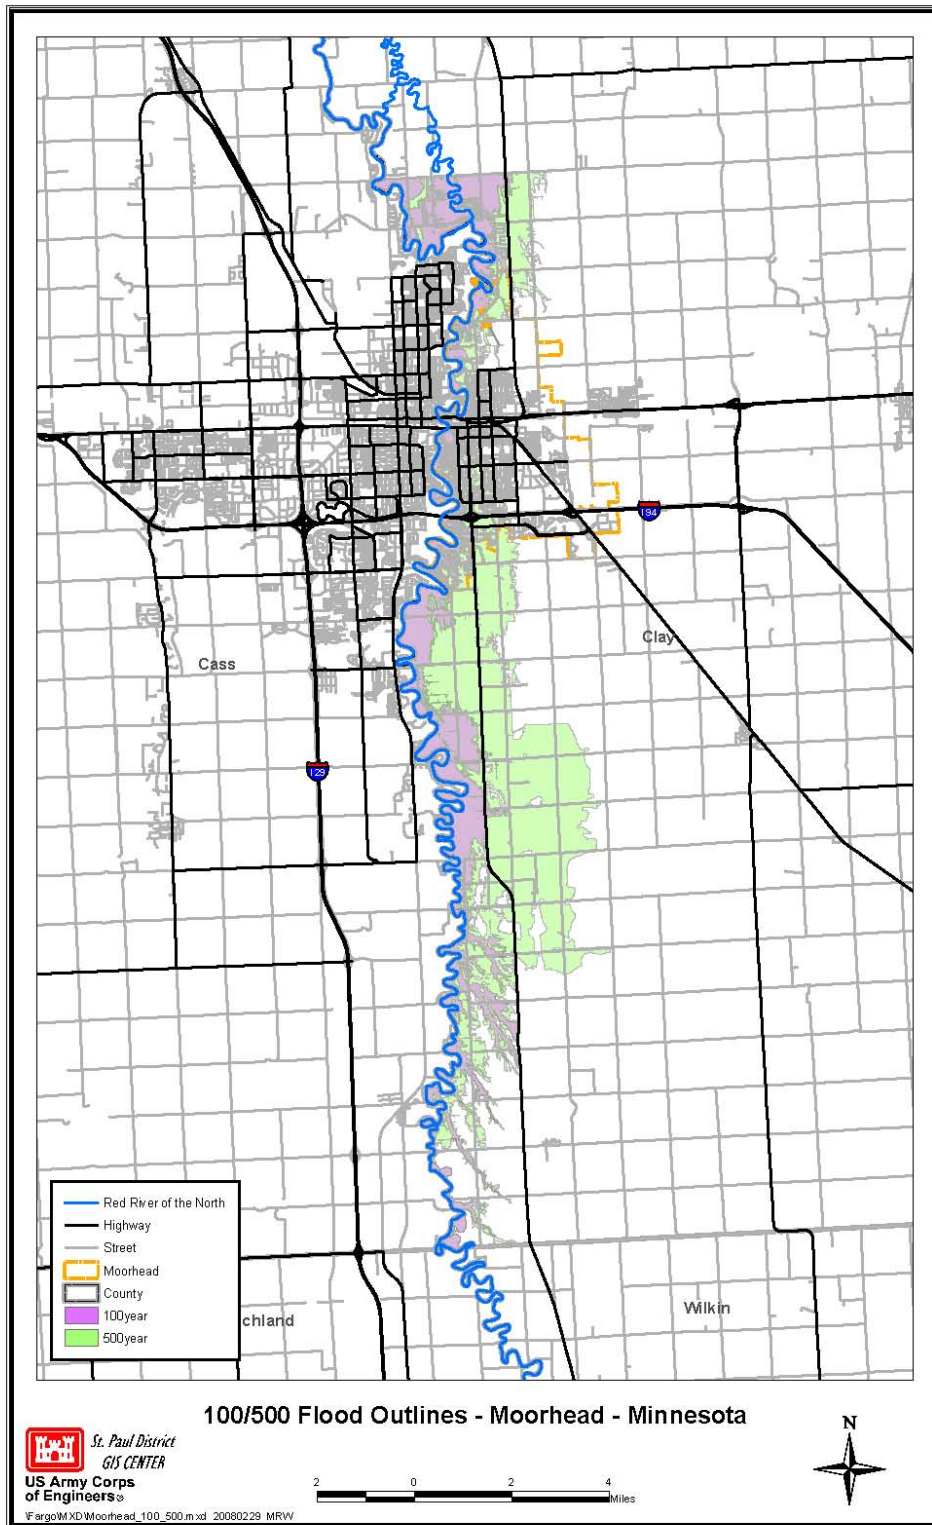 194
Clay
Cass
129
Red River of the North
Highway
Street
Moorhead
County
100year
500year
chland
Wilkin
100/500 Flood Outlines - Moorhead - Minnesota
St. Paul District
GIS CENTER
US Army Corps
of Engineers®
N
2 0 2 4
Miles
\Fargo\MXD\Moorhead_100_500.mxd 20080229 MRW